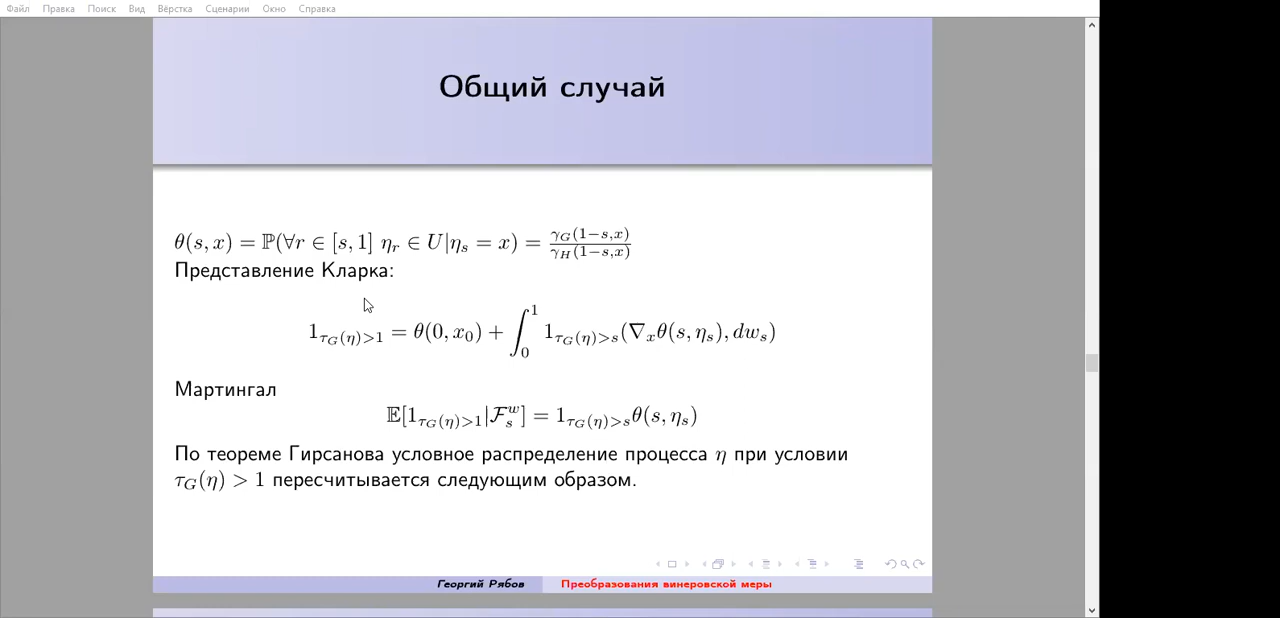 Файл Правка Поиск Вид Вёрстка Сценарии Окно Справка
Общий случай
θ(s, x) = ℙ(∀r ∈ [s, 1] η_r ∈ U|η_s = x) = \frac{γ_G(1−s,x)}{γ_H(1−s,x)}
Представление Кларка:
1_{τ_G(η)>1} = θ(0, x_0) + ∫_0^1 1_{τ_G(η)>s}(∇_xθ(s, η_s), dw_s)
Мартингал
𝔼[1_{τ_G(η)>1}|ℱ_s^w] = 1_{τ_G(η)>s}θ(s, η_s)
По теореме Гирсанова условное распределение процесса η при условии
τ_G(η) > 1 пересчитывается следующим образом.
Георгий Рябов Преобразования винеровской меры